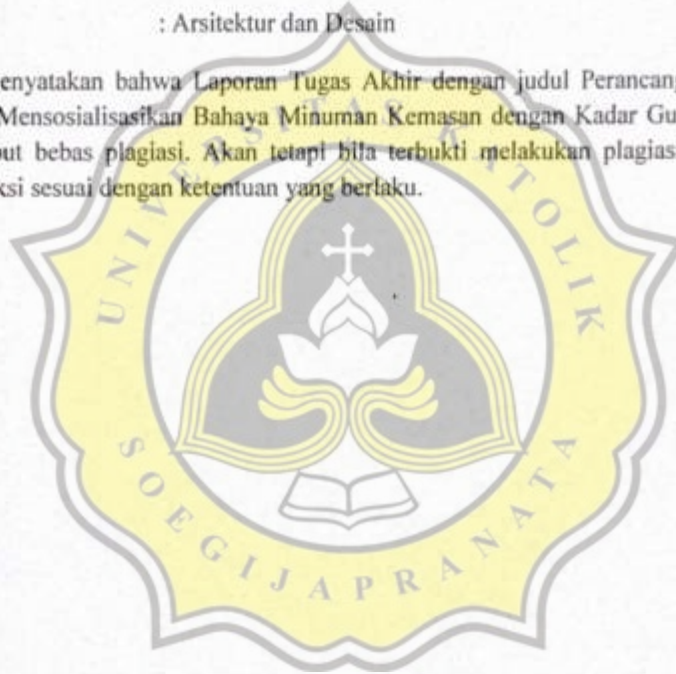 : Arsitektur dan Desain
enyatakan bahwa Laporan Tugas Akhir dengan judul Perancang
Mensosialisasikan Bahaya Minuman Kemasan dengan Kadar Gu
but bebas plagiasi. Akan tetapi bila terbukti melakukan plagias
ksi sesuai dengan ketentuan yang berlaku.
UNIVERSITAS KATOLIK
SOEGIJAPRANATA